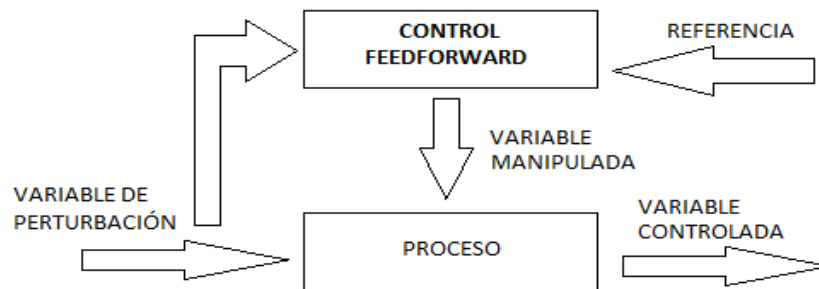 CONTROL
FEEDFORWARD
REFERENCIA
VARIABLE
MANIPULADA
VARIABLE DE
PERTURBACIÓN
PROCESO
VARIABLE
CONTROLADA